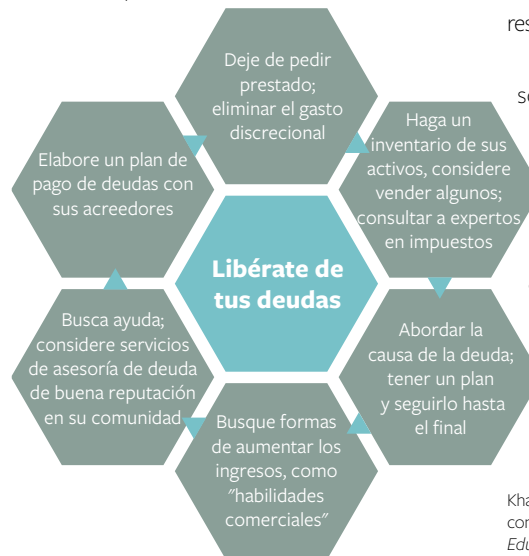 Deje de pedir
prestado;
eliminar el gasto
discrecional
Haga un
inventario de sus
activos, considere
vender algunos;
consultar a expertos
en impuestos
Abordar la
causa de la deuda;
tener un plan
y seguirlo hasta
el final
Busque formas
de aumentar los
ingresos, como
"habilidades
comerciales"
Busca ayuda;
considere servicios
de asesoría de deuda
de buena reputación
en su comunidad
Elabore un plan de
pago de deudas con
sus acreedores
Libérate de
tus deudas